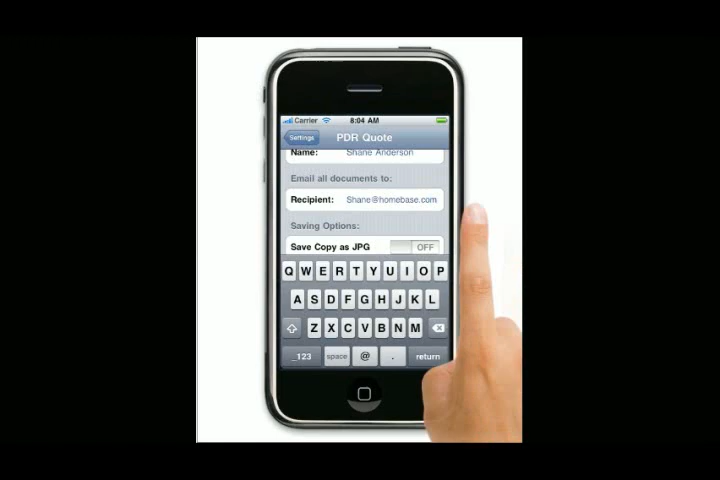 Carrier 8:04 AM
Settings PDR Quote
Name: Shane Anderson
Email all documents to:
Recipient: Shane@homebase.com
Saving Options:
Save Copy as JPG OFF
Q W E R T Y U I O P
A S D F G H J K L
Z X C V B N M
_123 space @ . return